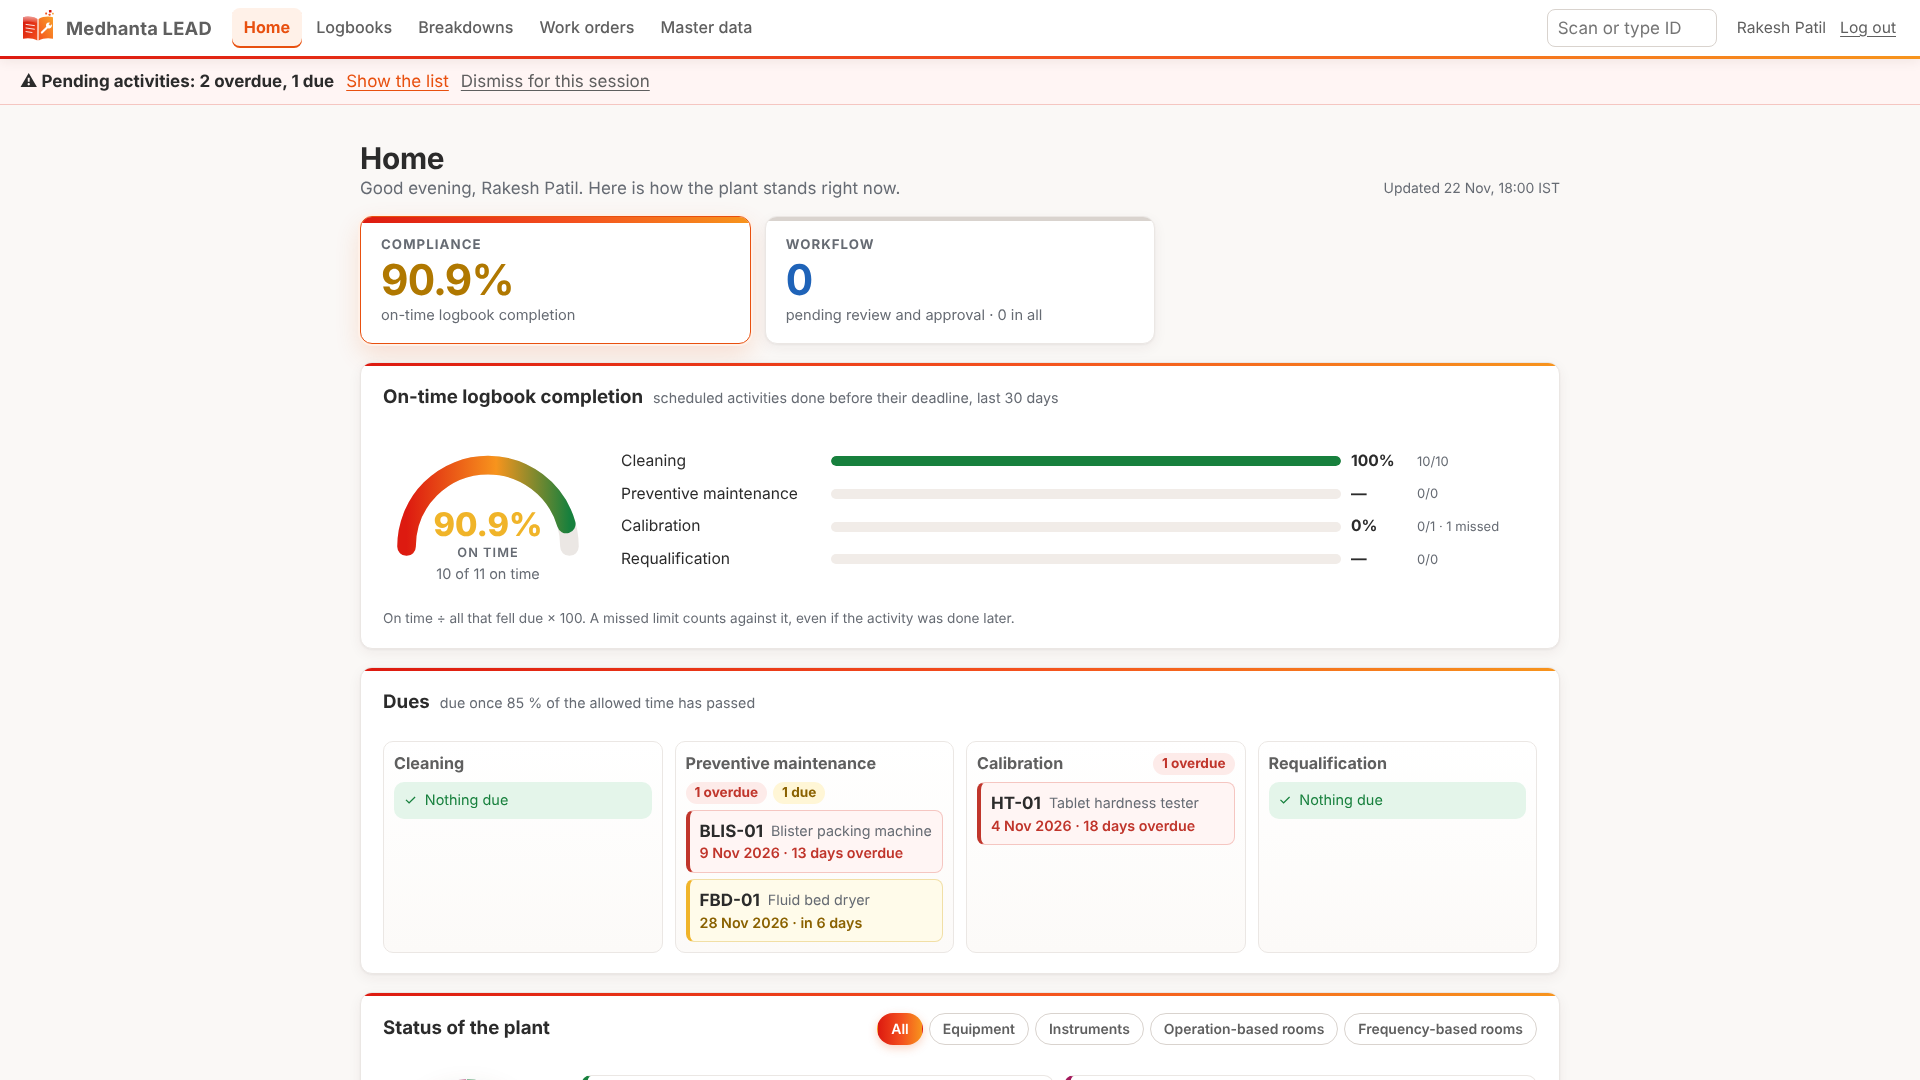 Medhanta LEAD
Home
Logbooks
Breakdowns
Work orders
Master data
Scan or type ID
Rakesh Patil
Log out
⚠ Pending activities: 2 overdue, 1 due
Show the list
Dismiss for this session
Home
Good evening, Rakesh Patil. Here is how the plant stands right now.
Updated 22 Nov, 18:00 IST
COMPLIANCE
90.9%
on-time logbook completion
WORKFLOW
0
pending review and approval · 0 in all
On-time logbook completion
scheduled activities done before their deadline, last 30 days
90.9%
ON TIME
10 of 11 on time
Cleaning 100% 10/10
Preventive maintenance — 0/0
Calibration 0% 0/1 · 1 missed
Requalification — 0/0
On time ÷ all that fell due × 100. A missed limit counts against it, even if the activity was done later.
Dues
due once 85 % of the allowed time has passed
Cleaning
✓ Nothing due
Preventive maintenance
1 overdue
1 due
BLIS-01 Blister packing machine
9 Nov 2026 · 13 days overdue
FBD-01 Fluid bed dryer
28 Nov 2026 · in 6 days
Calibration
1 overdue
HT-01 Tablet hardness tester
4 Nov 2026 · 18 days overdue
Requalification
✓ Nothing due
Status of the plant
All
Equipment
Instruments
Operation-based rooms
Frequency-based rooms